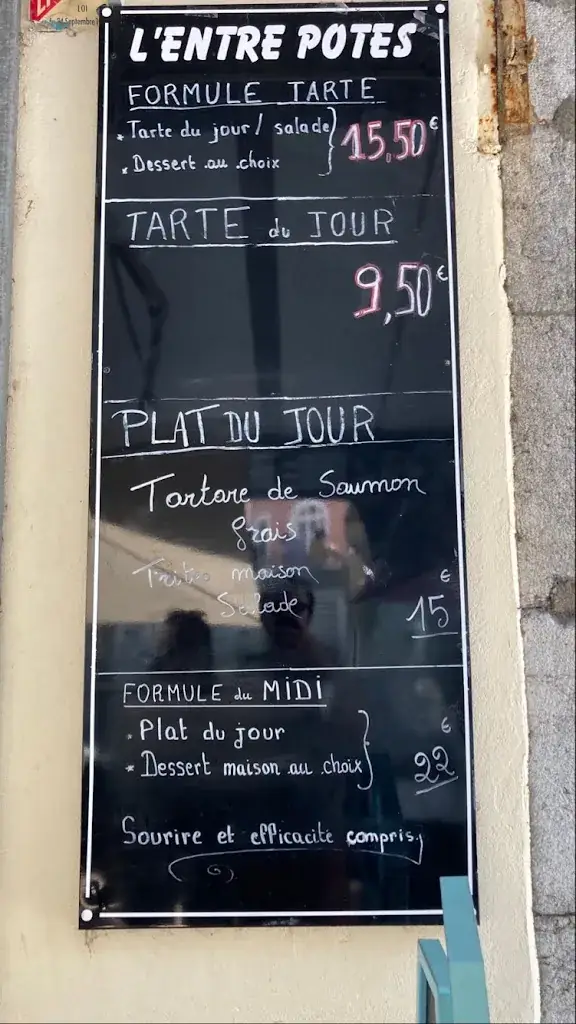 L'ENTRE POTES
FORMULE TARTE
* Tarte du jour / salade
* Dessert au choix
15,50€
TARTE du JOUR
9,50€
PLAT DU JOUR
Tartare de Saumon
frais
maison
Salade
15€
FORMULE du MiDi
* Plat du jour
* Dessert maison au choix
22€
Sourire et efficacité compris.